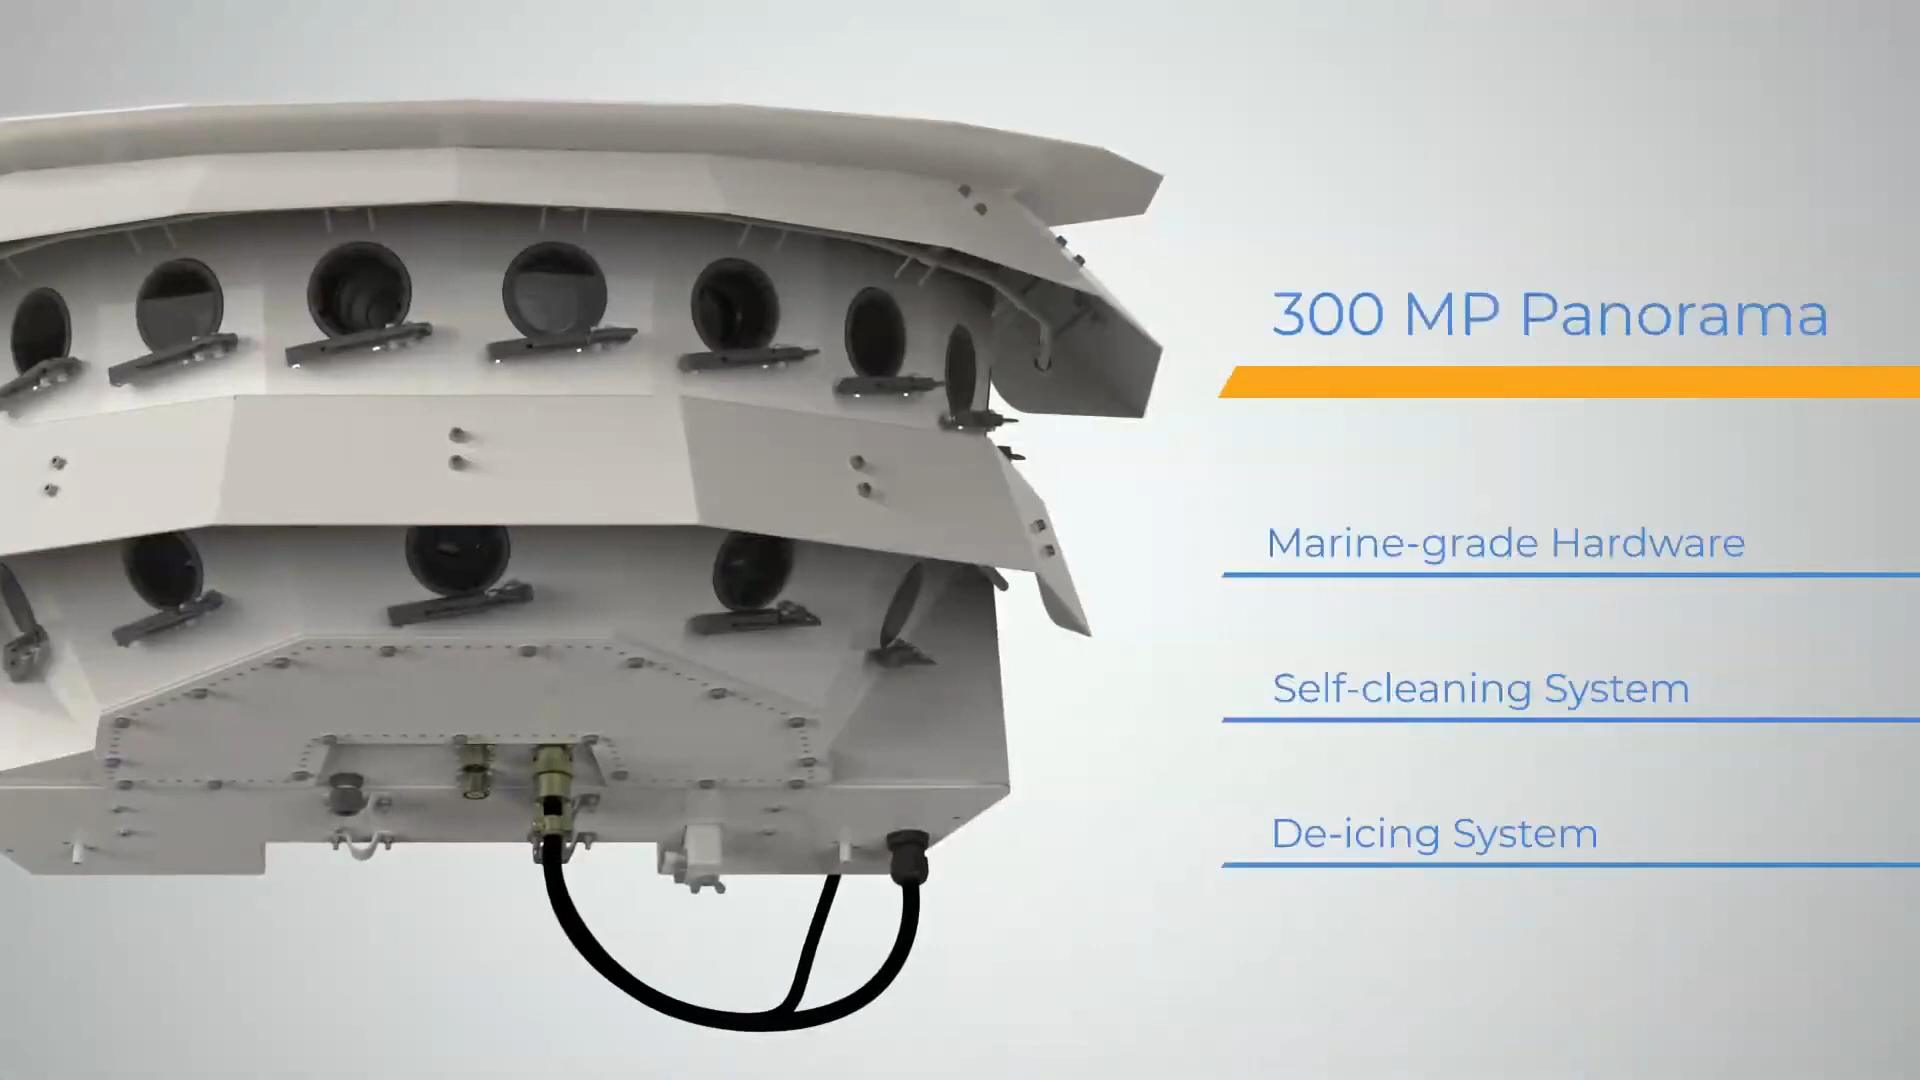 300 MP Panorama
Marine-grade Hardware
Self-cleaning System
De-icing System